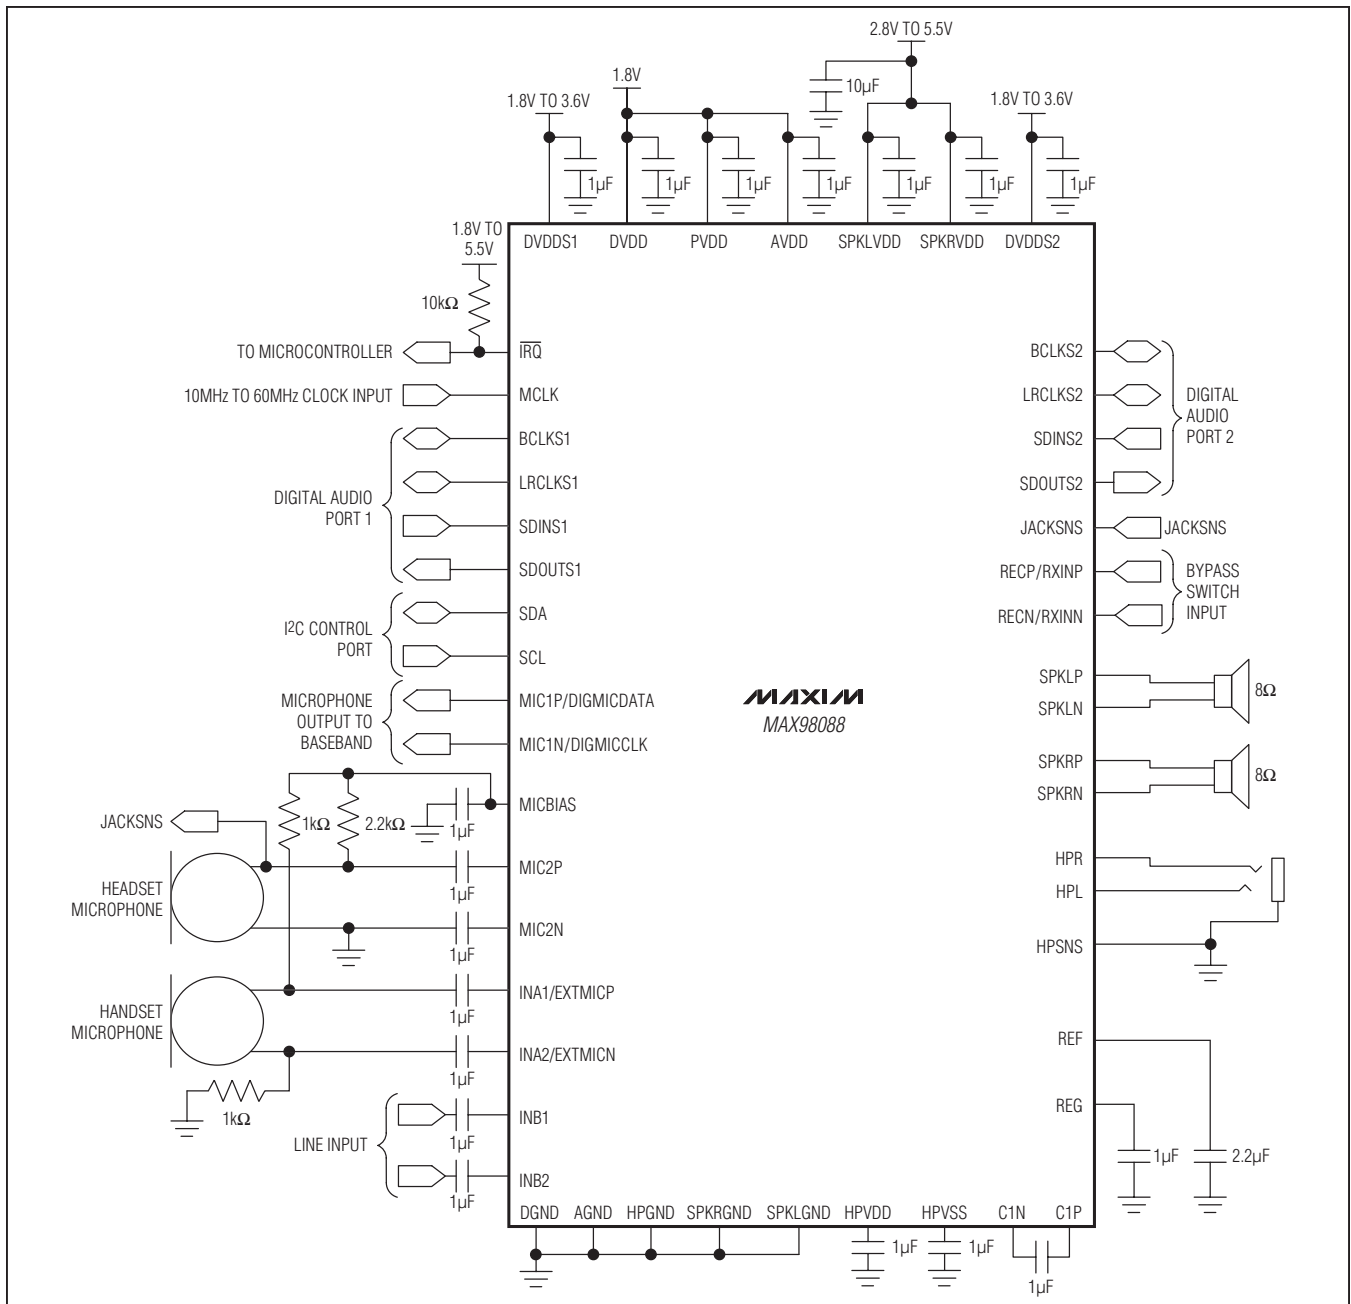 2.8V TO 5.5V
10µF
1.8V
1.8V TO 3.6V
1.8V TO 3.6V
1µF
1µF
1µF
1µF
1µF
1µF
1µF
1.8V TO
5.5V
DVDDS1
DVDD
PVDD
AVDD
SPKLVDD
SPKRVDD
DVDDS2
10kΩ
TO MICROCONTROLLER
IRQ
10MHz TO 60MHz CLOCK INPUT
MCLK
DIGITAL AUDIO
PORT 1
BCLKS1
LRCLKS1
SDINS1
SDOUTS1
I²C CONTROL
PORT
SDA
SCL
MICROPHONE
OUTPUT TO
BASEBAND
MIC1P/DIGMICDATA
MIC1N/DIGMICCLK
MICBIAS
1µF
1kΩ
2.2kΩ
JACKSNS
HEADSET
MICROPHONE
MIC2P
1µF
MIC2N
1µF
HANDSET
MICROPHONE
INA1/EXTMICP
1µF
INA2/EXTMICN
1µF
1kΩ
LINE INPUT
INB1
1µF
INB2
1µF
MAXIM
MAX98088
BCLKS2
LRCLKS2
SDINS2
SDOUTS2
DIGITAL
AUDIO
PORT 2
JACKSNS
JACKSNS
RECP/RXINP
RECN/RXINN
BYPASS
SWITCH
INPUT
SPKLP
SPKLN
8Ω
SPKRP
SPKRN
8Ω
HPR
HPL
HPSNS
REF
REG
1µF
2.2µF
DGND
AGND
HPGND
SPKRGND
SPKLGND
HPVDD
HPVSS
C1N
C1P
1µF
1µF
1µF